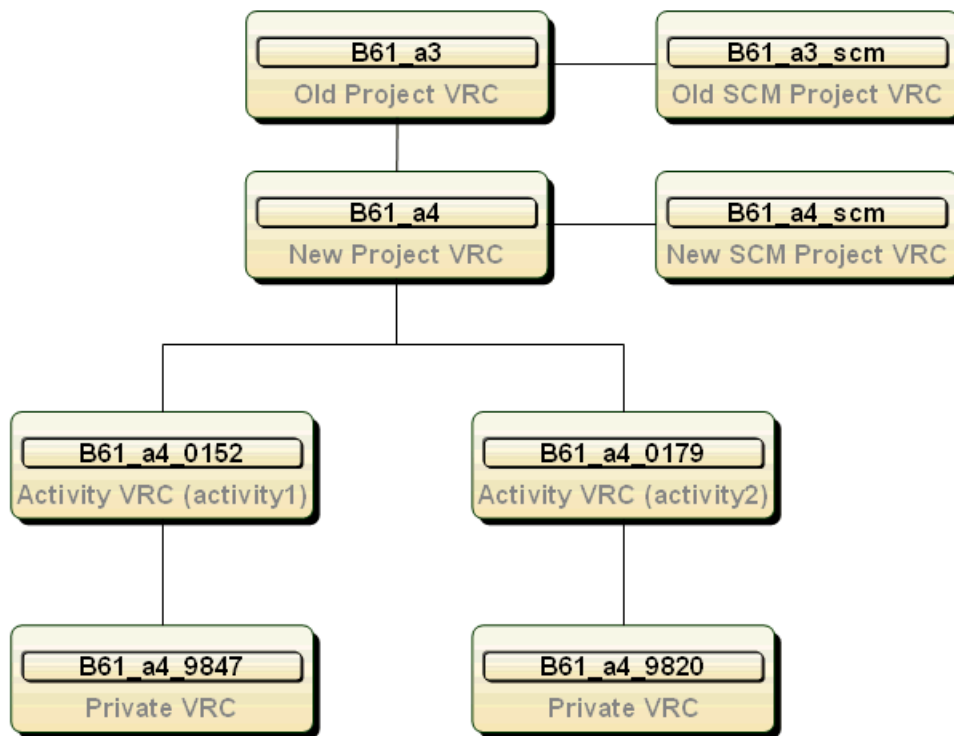 B61_a3
Old Project VRC
B61_a3_scm
Old SCM Project VRC
B61_a4
New Project VRC
B61_a4_scm
New SCM Project VRC
B61_a4_0152
Activity VRC (activity1)
B61_a4_0179
Activity VRC (activity2)
B61_a4_9847
Private VRC
B61_a4_9820
Private VRC